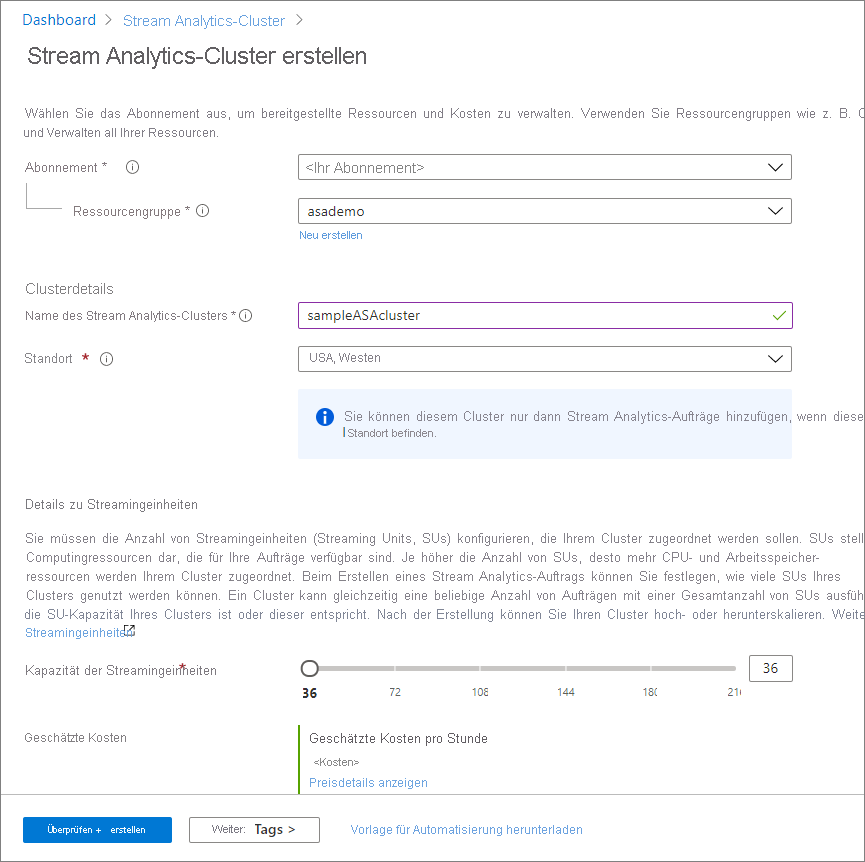 Dashboard > Stream Analytics-Cluster >
Stream Analytics-Cluster erstellen
Wählen Sie das Abonnement aus, um bereitgestellte Ressourcen und Kosten zu verwalten. Verwenden Sie Ressourcengruppen wie z. B.
und Verwalten all Ihrer Ressourcen.
Abonnement * <Ihr Abonnement>
Ressourcengruppe * asademo
Neu erstellen
Clusterdetails
Name des Stream Analytics-Clusters * sampleASAcluster
Standort * USA, Westen
Sie können diesem Cluster nur dann Stream Analytics-Aufträge hinzufügen, wenn diese
Standort befinden.
Details zu Streamingeinheiten
Sie müssen die Anzahl von Streamingeinheiten (Streaming Units, SUs) konfigurieren, die Ihrem Cluster zugeordnet werden sollen. SUs stell
Computingressourcen dar, die für Ihre Aufträge verfügbar sind. Je höher die Anzahl von SUs, desto mehr CPU- und Arbeitsspeicher-
ressourcen werden Ihrem Cluster zugeordnet. Beim Erstellen eines Stream Analytics-Auftrags können Sie festlegen, wie viele SUs Ihres
Clusters genutzt werden können. Ein Cluster kann gleichzeitig eine beliebige Anzahl von Aufträgen mit einer Gesamtanzahl von SUs ausfüh
die SU-Kapazität Ihres Clusters ist oder dieser entspricht. Nach der Erstellung können Sie Ihren Cluster hoch- oder herunterskalieren. Weite
Streamingeinheite
Kapazität der Streamingeinheiten * 36
36 72 108 144 180 216
Geschätzte Kosten
Geschätzte Kosten pro Stunde
<Kosten>
Preisdetails anzeigen
Überprüfen + erstellen
Weiter: Tags >
Vorlage für Automatisierung herunterladen